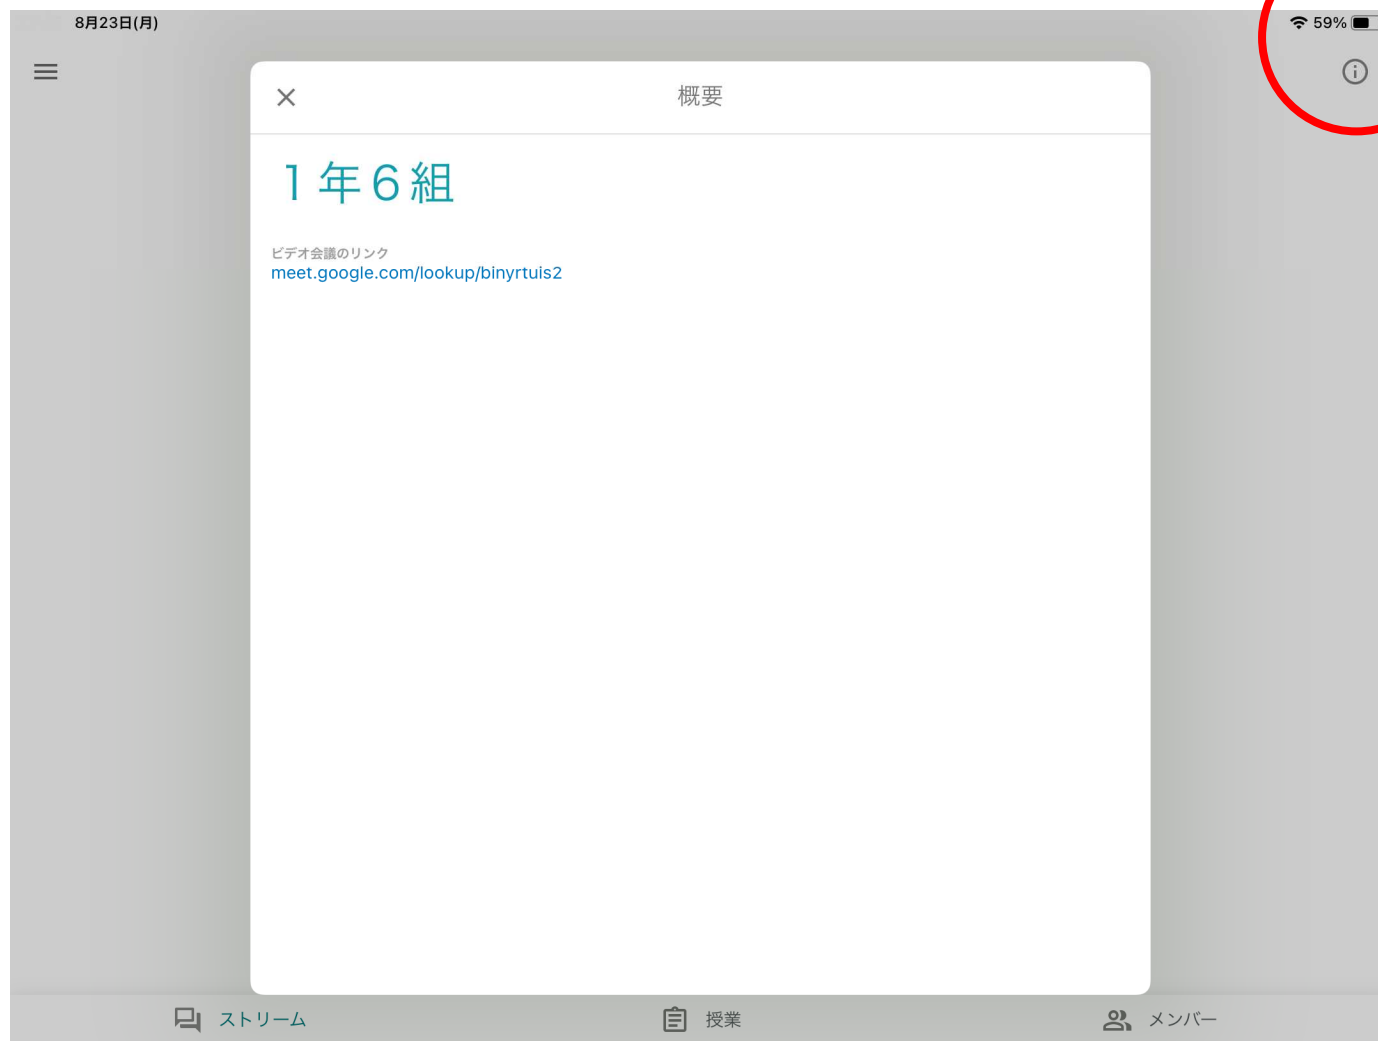 8月23日(月)
59%
概要
1年6組
ビデオ会議のリンク
meet.google.com/lookup/binyrtuis2
ストリーム
授業
メンバー